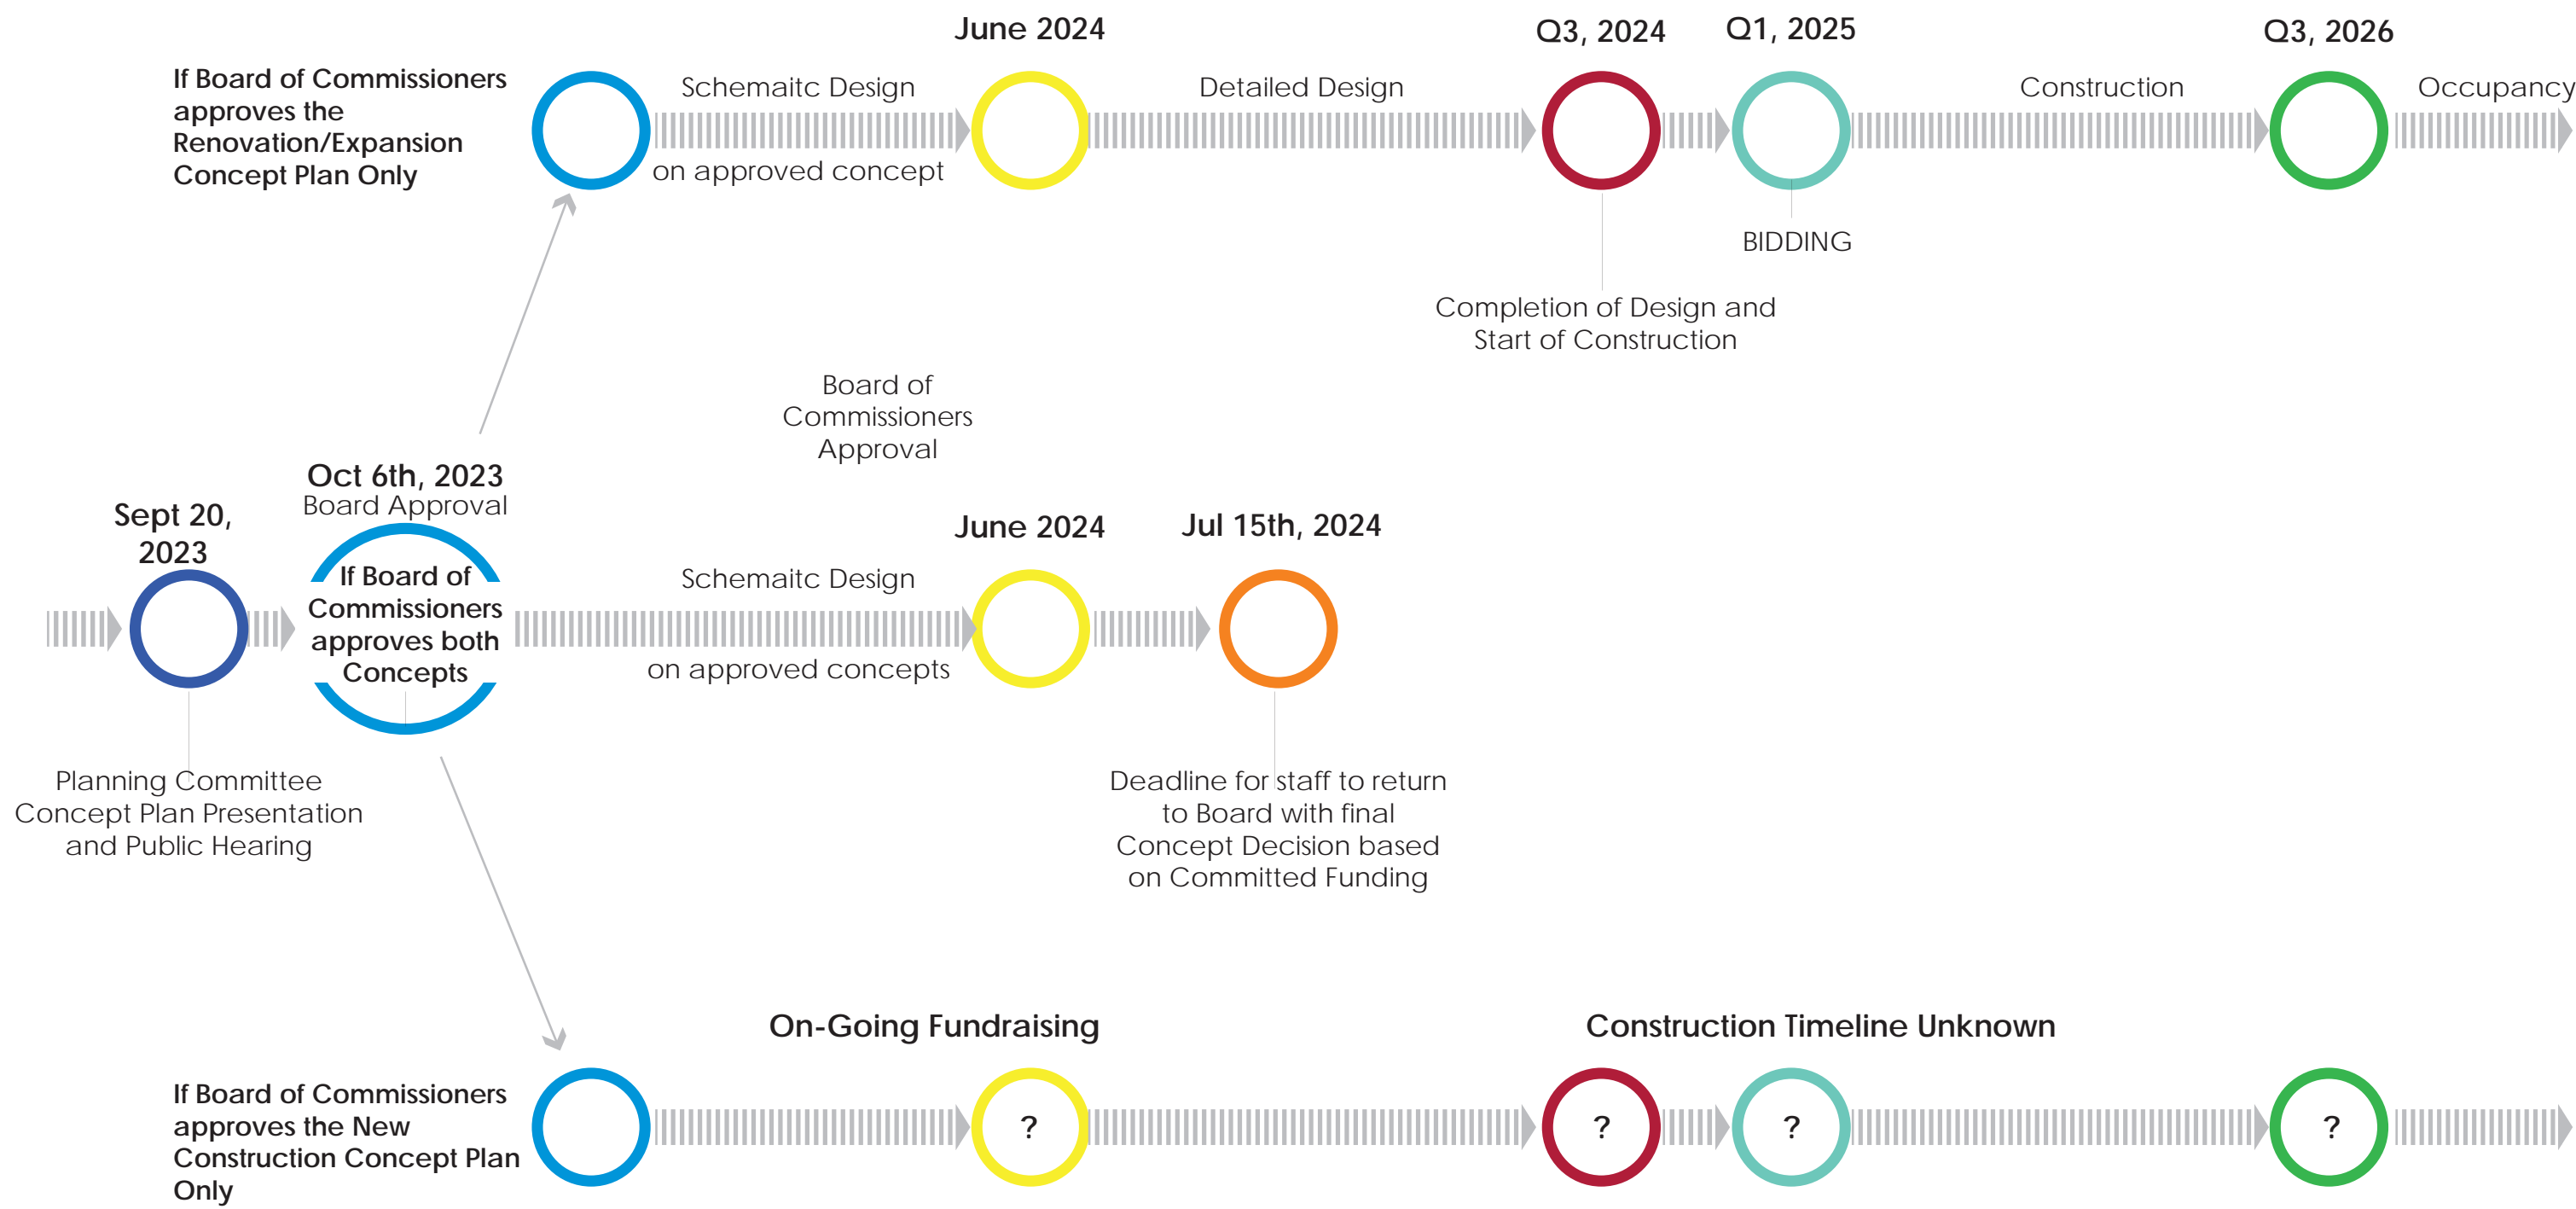 June 2024
Q3, 2024
Q1, 2025
Q3, 2026
If Board of Commissioners
approves the
Renovation/Expansion
Concept Plan Only
Schemaitc Design
on approved concept
Detailed Design
Construction
Occupancy
BIDDING
Completion of Design and
Start of Construction
Board of
Commissioners
Approval
Sept 20,
2023
Oct 6th, 2023
Board Approval
If Board of
Commissioners
approves both
Concepts
Schemaitc Design
on approved concepts
June 2024
Jul 15th, 2024
Planning Committee
Concept Plan Presentation
and Public Hearing
Deadline for staff to return
to Board with final
Concept Decision based
on Committed Funding
On-Going Fundraising
Construction Timeline Unknown
If Board of Commissioners
approves the New
Construction Concept Plan
Only
?
?
?
?